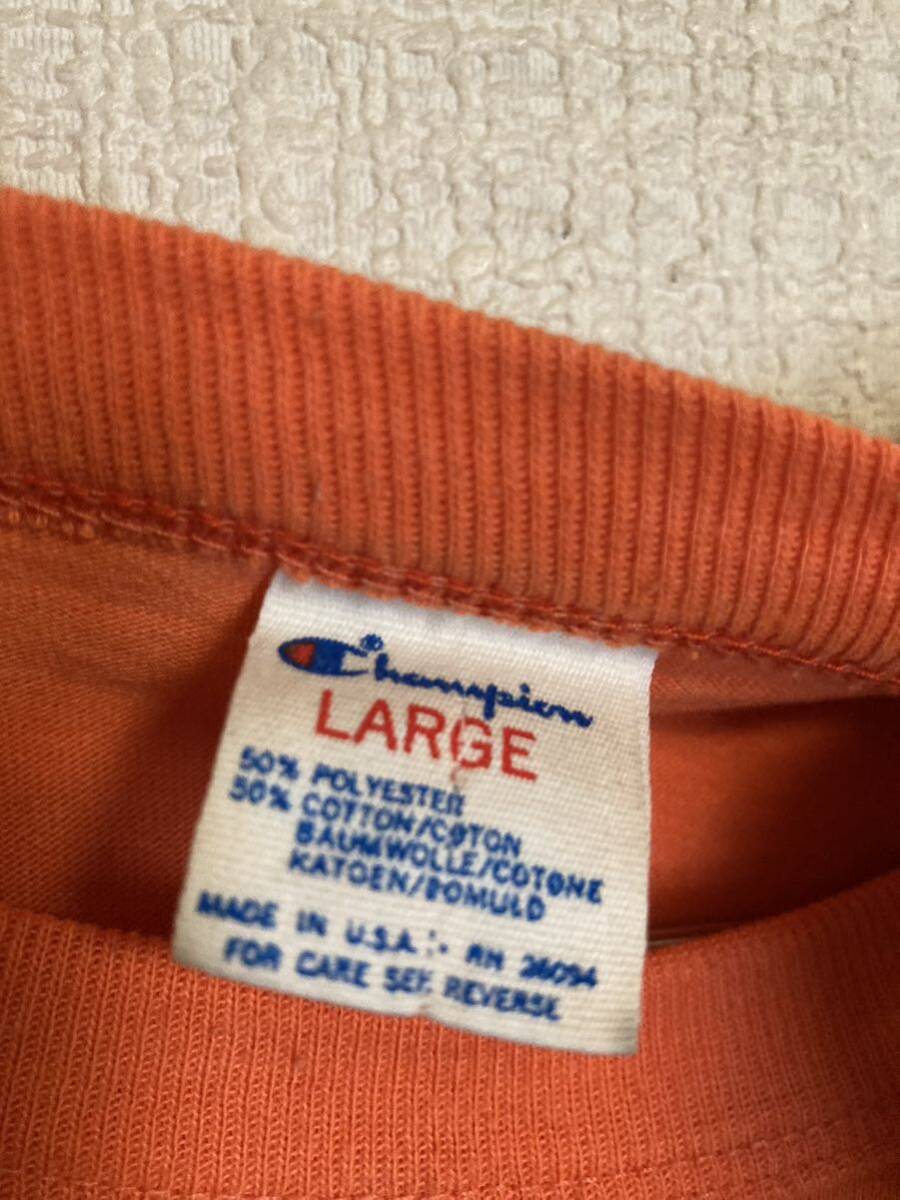 Champion®
LARGE
50% POLYESTER
50% COTTON/COTON
BAUMWOLLE/COTONE
KATOEN/BOMULD
MADE IN U.S.A. RN 26094
FOR CARE SEE REVERSE